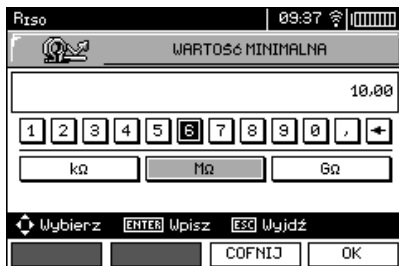 RISO 09:37
WARTOŚĆ MINIMALNA
10,00
1 2 3 4 5 6 7 8 9 0 , ←
kΩ MΩ GΩ
Wybierz ENTER Wpisz ESC Wyjdź
COFNIJ OK